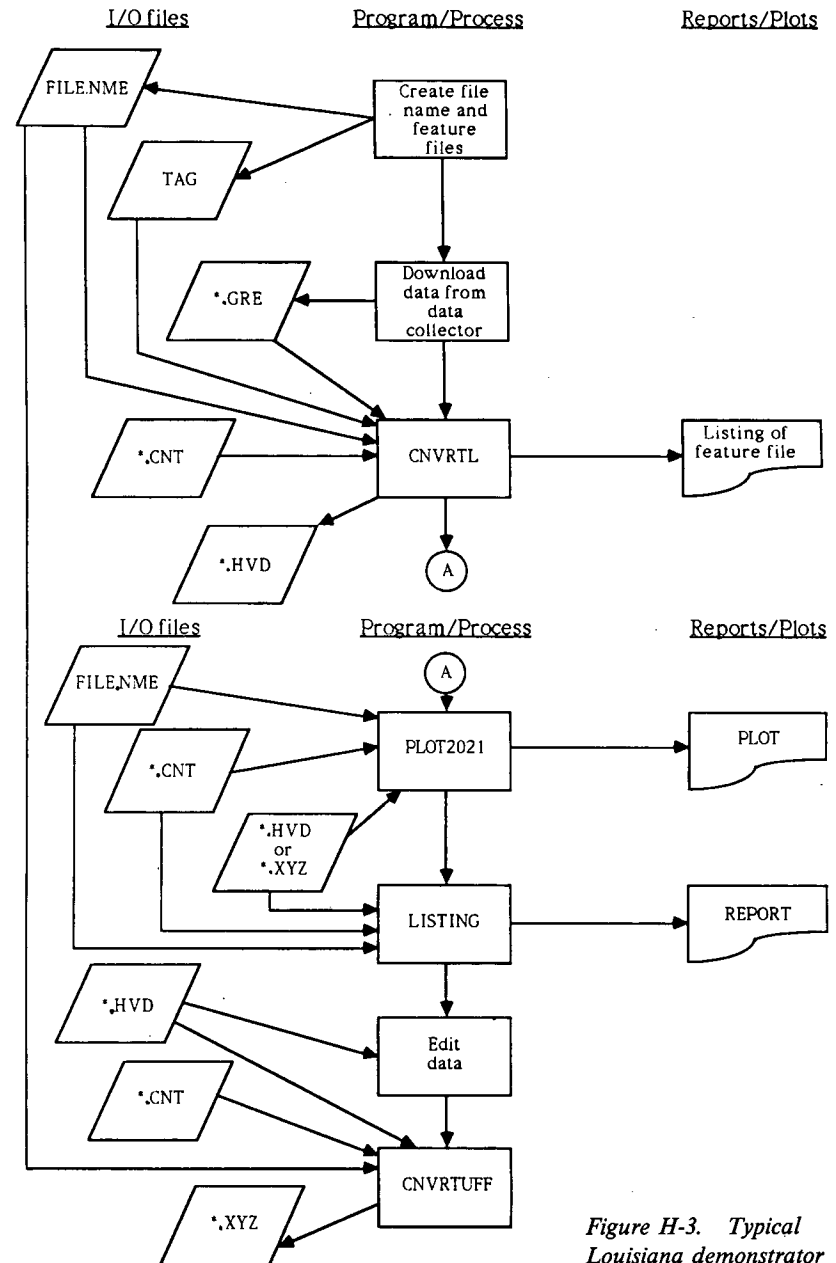 I/O files
Program/Process
Reports/Plots
FILE.NME
Create file
name and
feature
files
TAG
*.GRE
Download
data from
data
collector
*.CNT
CNVRTL
Listing of
feature file
*.HVD
A
I/O files
Program/Process
Reports/Plots
A
FILE.NME
PLOT2021
PLOT
*.CNT
*.HVD
or
*.XYZ
LISTING
REPORT
*.HVD
Edit
data
*.CNT
CNVRTUFF
*.XYZ
Figure H-3. Typical
Louisiana demonstrator